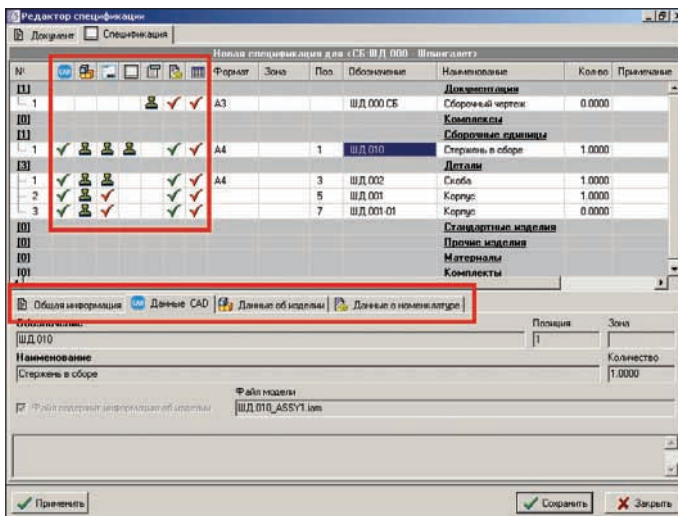 Редактор спецификации
Документ Спецификация
Новая спецификация для <СБ ШД 000 - Шпингалет>
№ CAD Формат Зона Поз. Обозначение Наименование Кол-во Примечание
[1] Документация
1 А3 ШД.000 СБ Сборочный чертеж 0.0000
[0] Комплексы
[1] Сборочные единицы
1 А4 1 ШД.010 Стержень в сборе 1.0000
[3] Детали
1 А4 3 ШД.002 Скоба 1.0000
2 5 ШД.001 Корпус 1.0000
3 7 ШД.001-01 Корпус 0.0000
[0] Стандартные изделия
[0] Прочие изделия
[0] Материалы
[0] Комплекты
Общая информация CAD Данные CAD Данные об изделии Данные о номенклатуре
Обозначение Позиция Зона
ШД.010 1
Наименование Количество
Стержень в сборе 1.0000
Файл модели
Файл содержит информацию об изделии ШД.010_ASSY1.iam
Применить Сохранить Закрыть